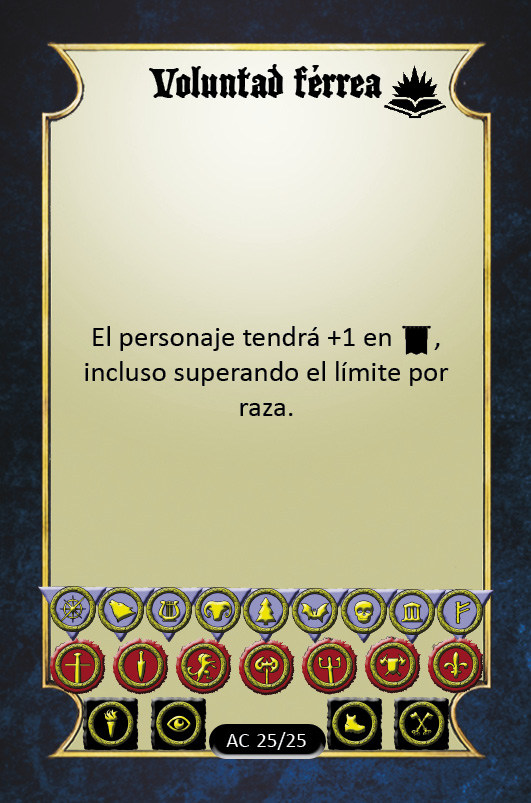 Voluntad férrea
El personaje tendrá +1 en ,
incluso superando el límite por
raza.
AC 25/25